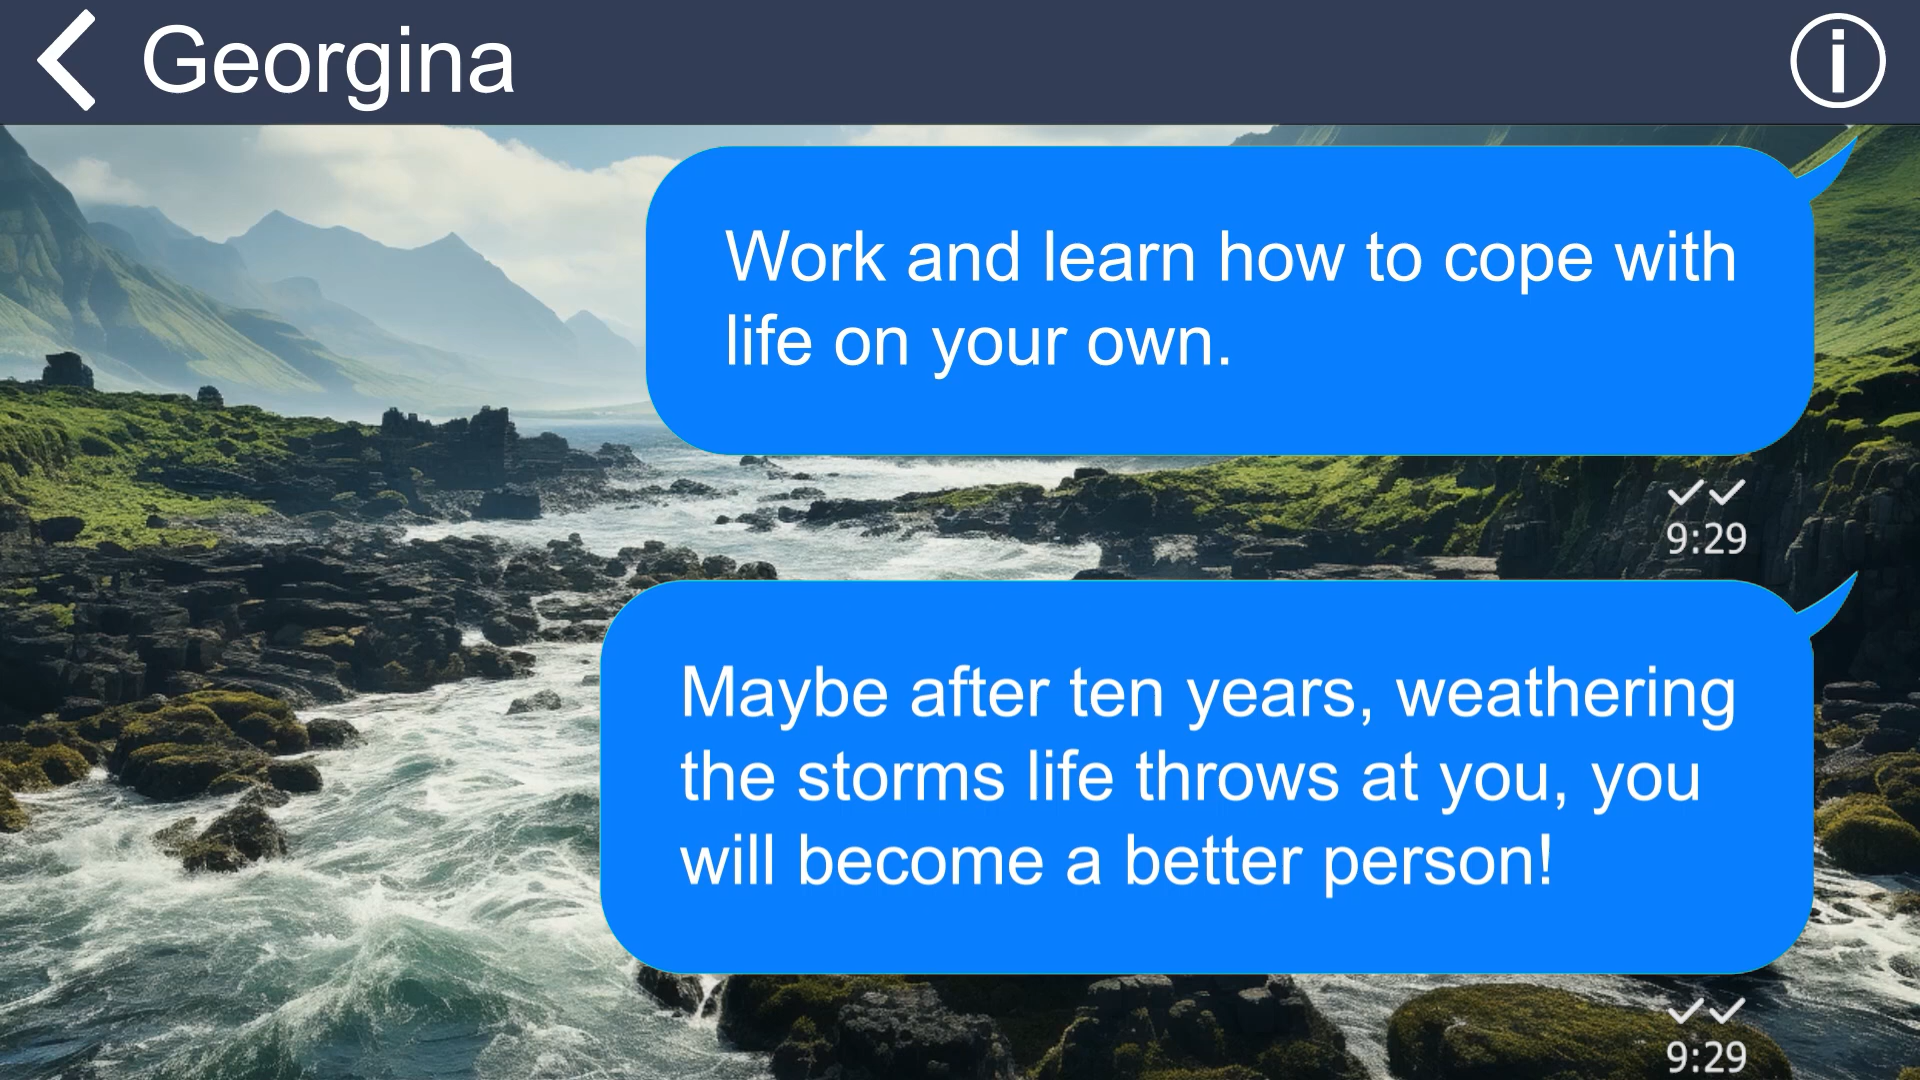 Georgina
Work and learn how to cope with
life on your own.
9:29
Maybe after ten years, weathering
the storms life throws at you, you
will become a better person!
9:29